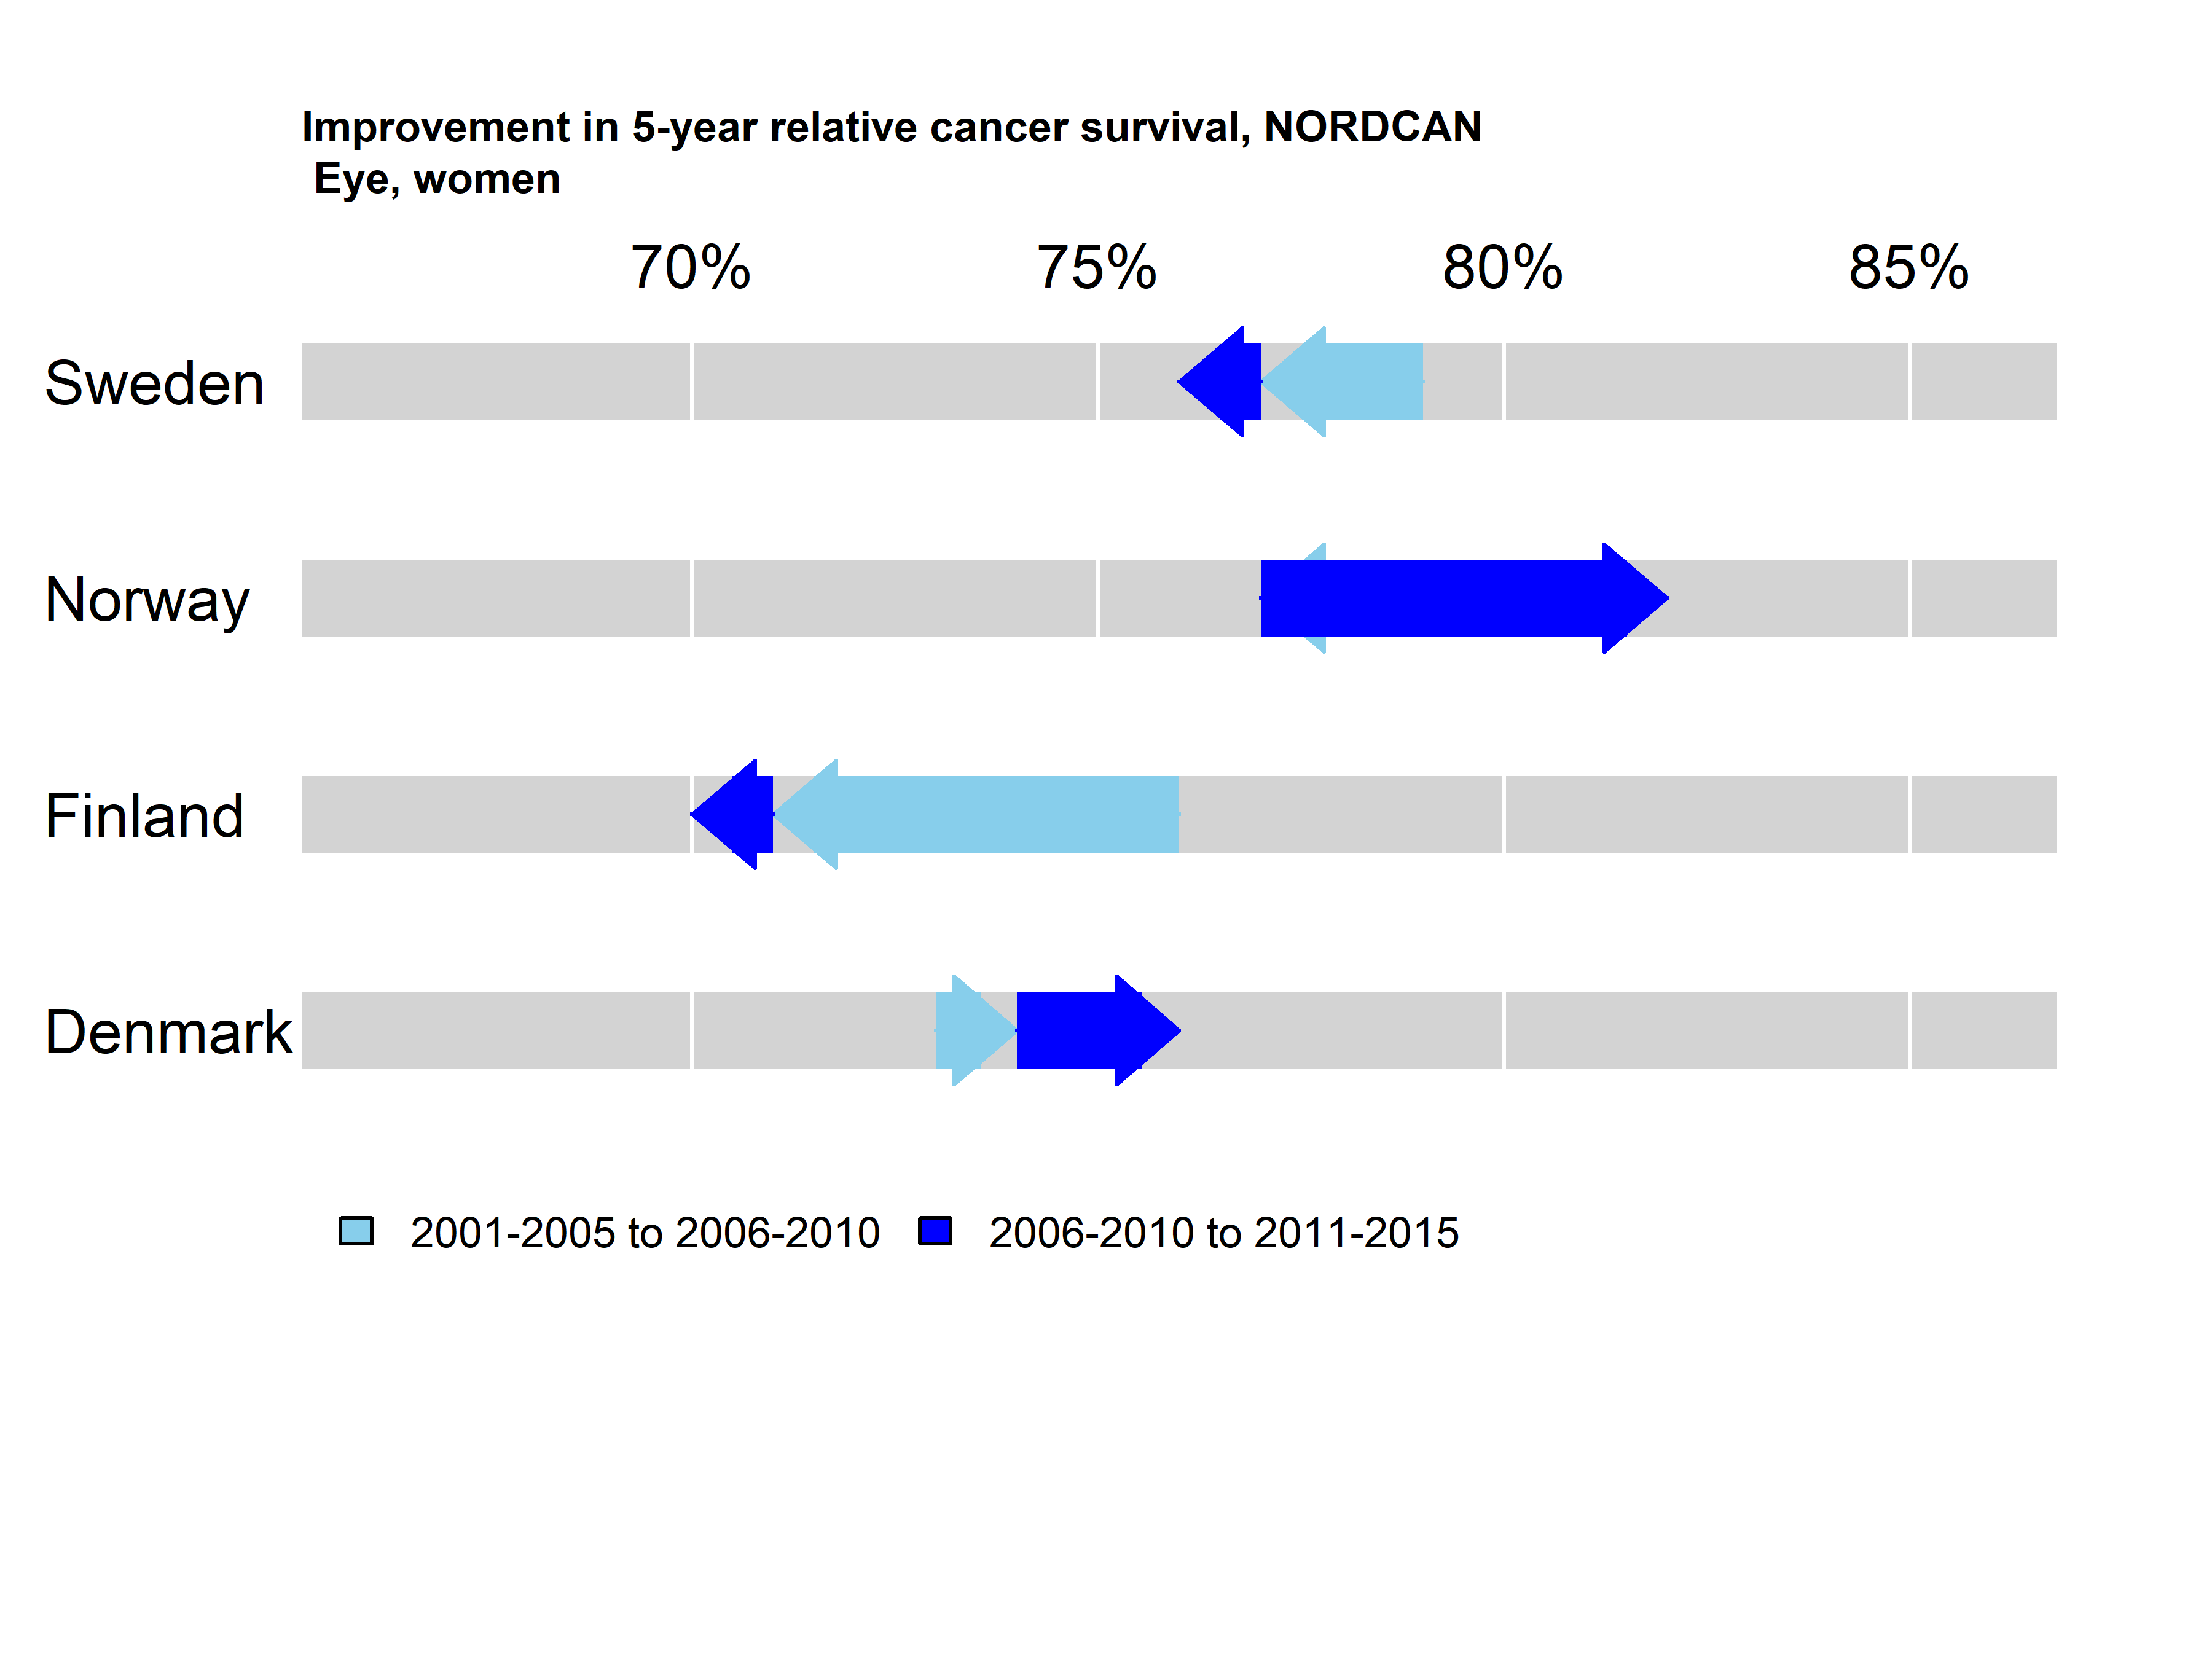 Improvement in 5-year relative cancer survival, NORDCAN
Eye, women
70% 75% 80% 85%
Sweden
Norway
Finland
Denmark
2001-2005 to 2006-2010 2006-2010 to 2011-2015